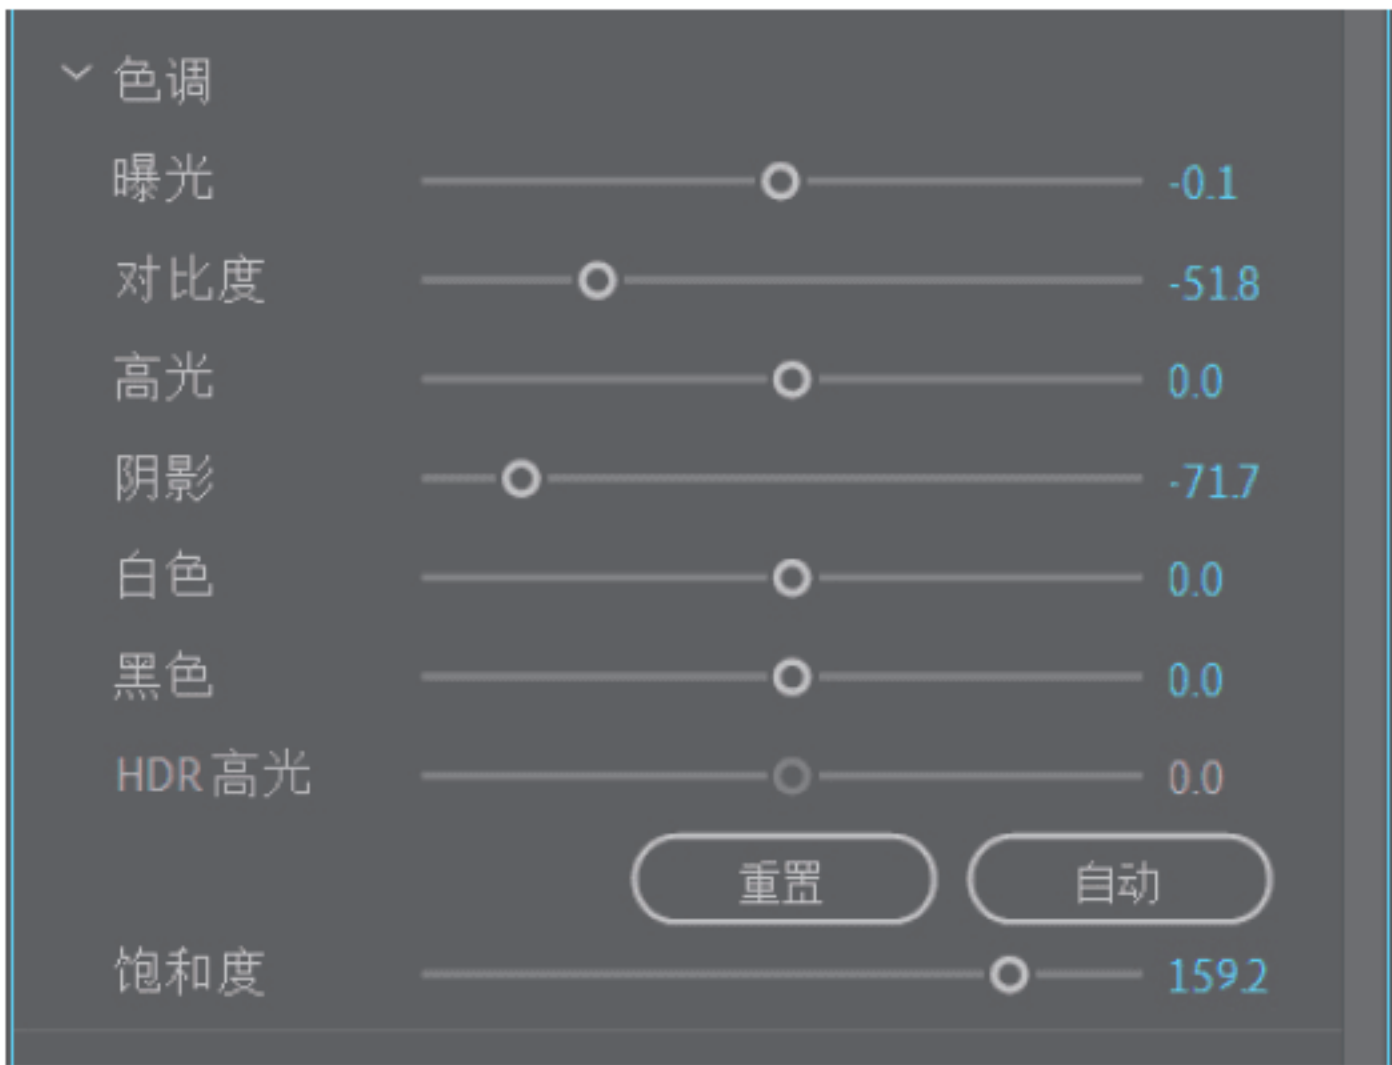 色调
曝光 -0.1
对比度 -51.8
高光 0.0
阴影 -71.7
白色 0.0
黑色 0.0
HDR高光 0.0
重置 自动
饱和度 159.2